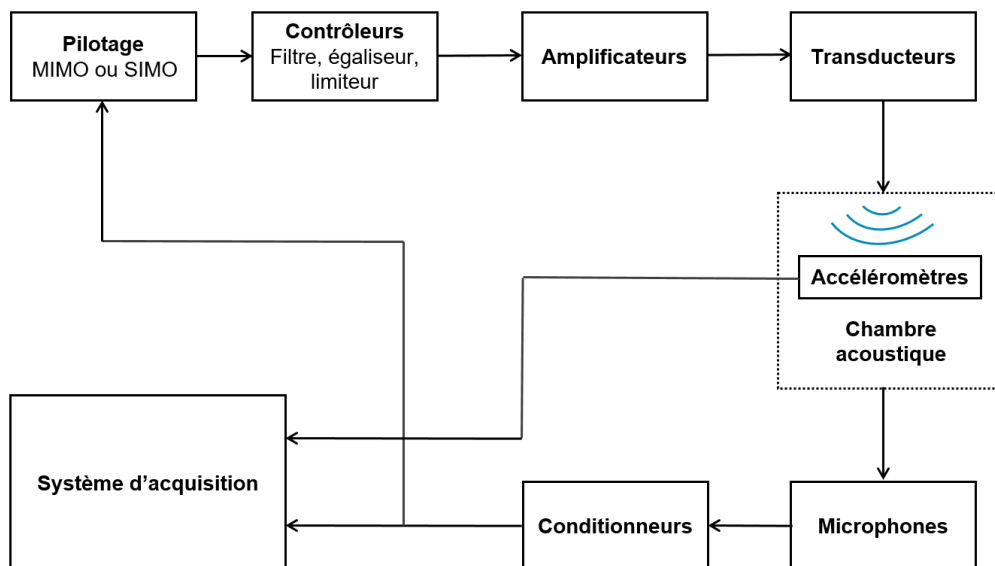 Pilotage
MIMO ou SIMO
Contrôleurs
Filtre, égaliseur,
limiteur
Amplificateurs
Transducteurs
Accéléromètres
Chambre
acoustique
Système d’acquisition
Conditionneurs
Microphones